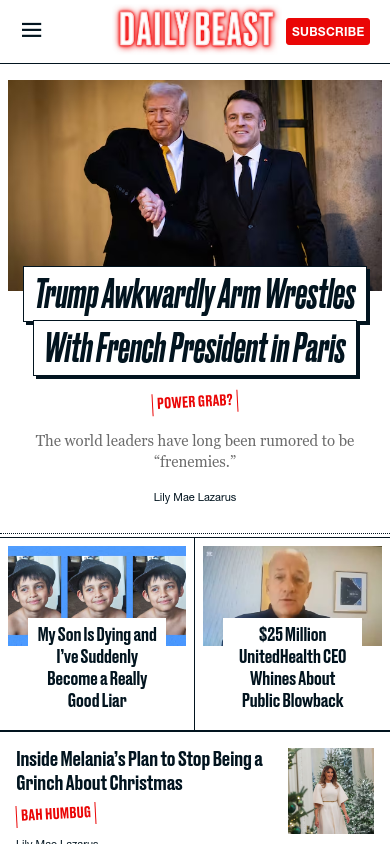 DAILY BEAST
SUBSCRIBE
Trump Awkwardly Arm Wrestles
With French President in Paris
POWER GRAB?
The world leaders have long been rumored to be
“frenemies.”
Lily Mae Lazarus
My Son Is Dying and
I’ve Suddenly
Become a Really
Good Liar
$25 Million
UnitedHealth CEO
Whines About
Public Blowback
Inside Melania’s Plan to Stop Being a
Grinch About Christmas
BAH HUMBUG
Lily Mae Lazarus